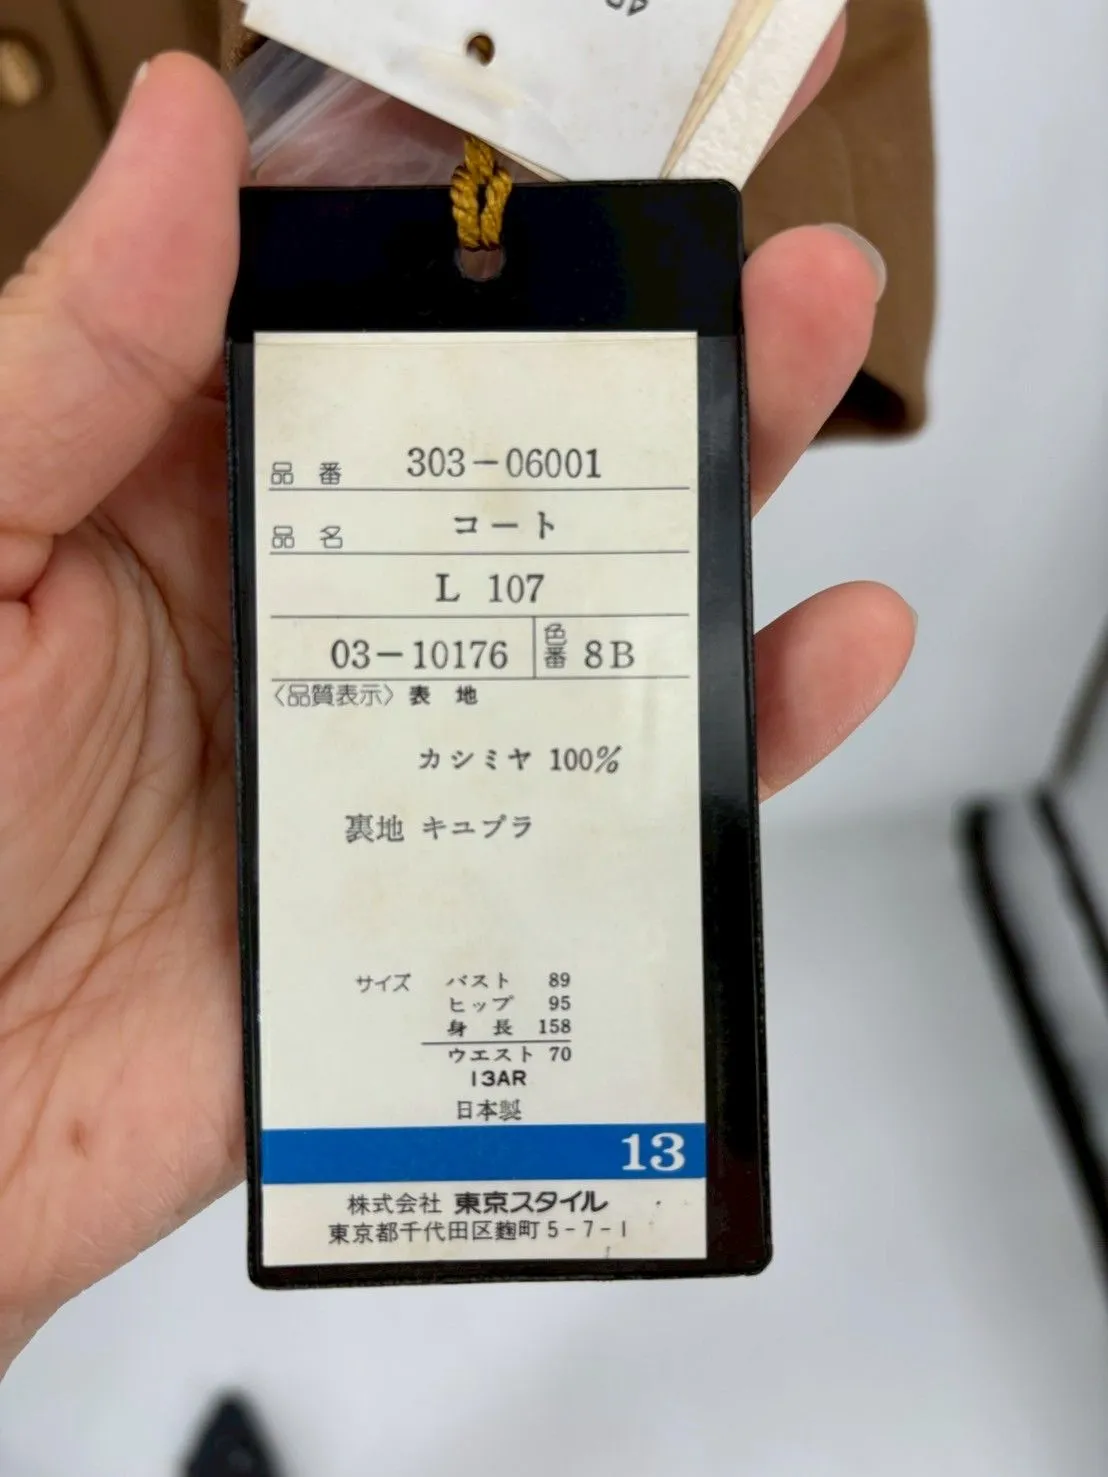 品番 303-06001
品名 コート
L 107
03-10176 色番 8B
〈品質表示〉 表地
カシミヤ 100%
裏地 キユプラ
サイズ バスト 89
ヒップ 95
身長 158
ウエスト 70
13AR
日本製
13
株式会社 東京スタイル
東京都千代田区麹町5-7-1